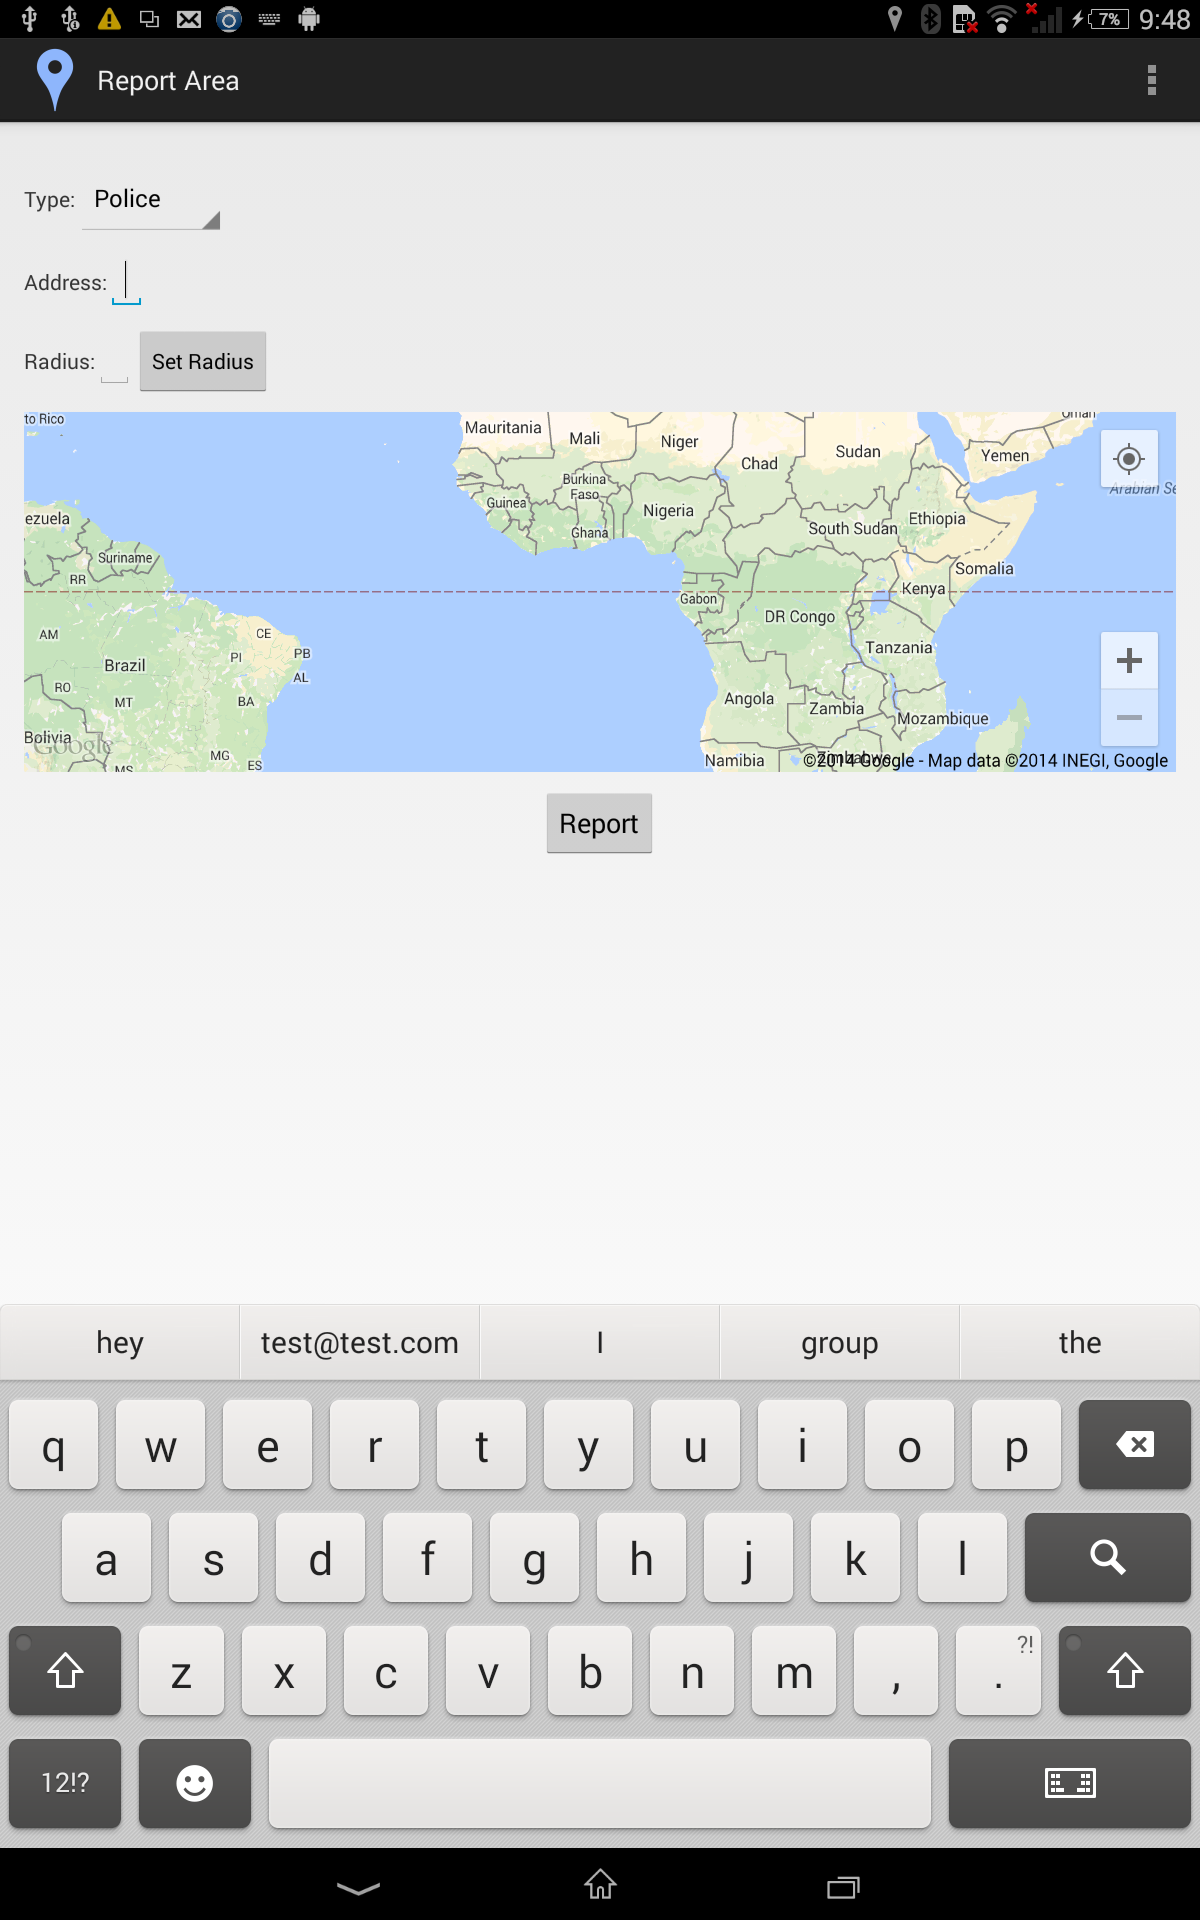 7% 9:48
Report Area
Type: Police
Address:
Radius: Set Radius
to Rico
Mauritania
Mali
Niger
Chad
Sudan
Oman
Yemen
Arabian Se
ezuela
Suriname
RR
Guinea
Burkina
Faso
Ghana
Nigeria
South Sudan
Ethiopia
Somalia
Kenya
Gabon
DR Congo
Tanzania
AM
CE
PB
PI
AL
Brazil
RO
MT
BA
Angola
Zambia
Mozambique
Bolivia
Google
MG
MS
ES
Namibia
Zimbabwe
©2014 Google - Map data ©2014 INEGI, Google
Report
hey test@test.com I group the
q w e r t y u i o p
a s d f g h j k l
z x c v b n m , . ?!
12!?